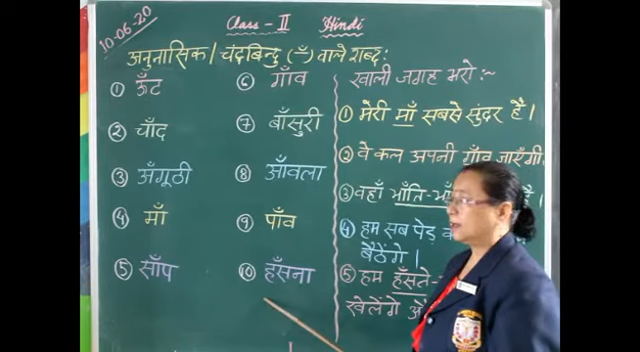 10-06-20
Class - II Hindi
अनुनासिक / चंद्रबिन्दु (ँ) वाले शब्द:
① ऊँट
② चाँद
③ अँगूठी
④ माँ
⑤ साँप
⑥ गाँव
⑦ बाँसुरी
⑧ आँवला
⑨ पाँव
⑩ हँसना
खाली जगह भरो :~
① मेरी माँ सबसे सुंदर है।
② वे कल अपनी गाँव जाएँगी
③ वहाँ भाँति- है।
④ हम सब पेड़
बैठेंगे।
⑤ हम हँसते-
खेलेंगे